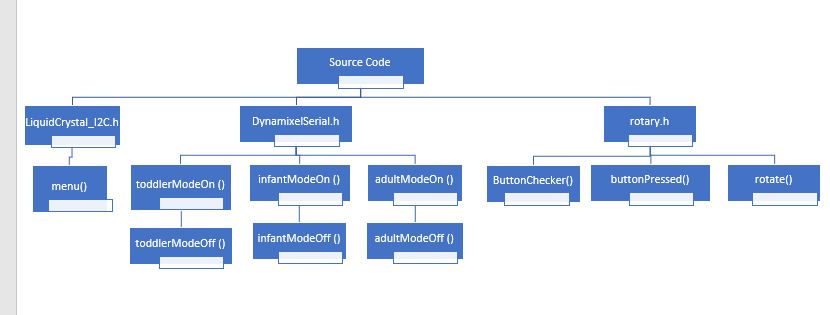 Source Code
LiquidCrystal_I2C.h
DynamixelSerial.h
rotary.h
menu()
toddlerModeOn ()
infantModeOn ()
adultModeOn ()
ButtonChecker()
buttonPressed()
rotate()
toddlerModeOff ()
infantModeOff ()
adultModeOff ()